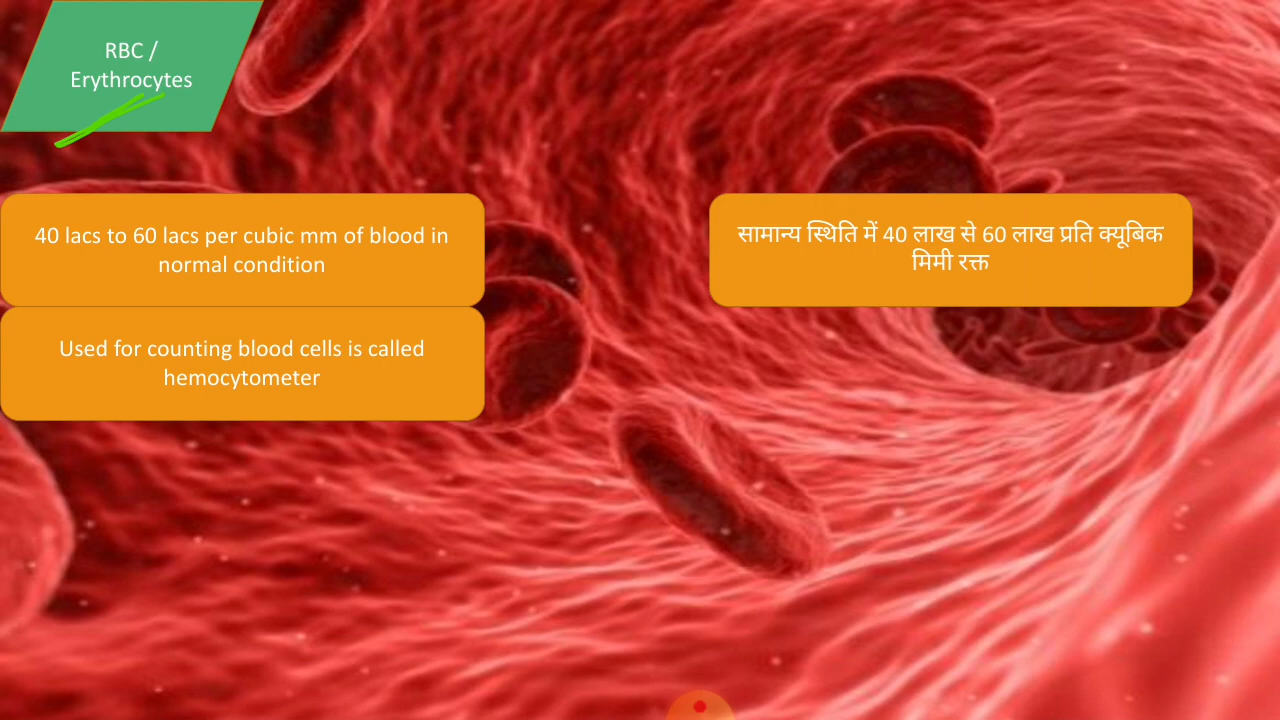 RBC /
Erythrocytes
40 lacs to 60 lacs per cubic mm of blood in
normal condition
सामान्य स्थिति में 40 लाख से 60 लाख प्रति क्यूबिक
मिमी रक्त
Used for counting blood cells is called
hemocytometer